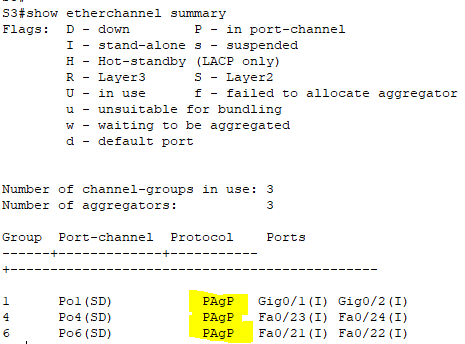 S3#show etherchannel summary
Flags:  D - down        P - in port-channel
I - stand-alone s - suspended
H - Hot-standby (LACP only)
R - Layer3      S - Layer2
U - in use      f - failed to allocate aggregator
u - unsuitable for bundling
w - waiting to be aggregated
d - default port
Number of channel-groups in use: 3
Number of aggregators:           3
Group  Port-channel  Protocol    Ports
------+-------------+-----------
+---------------------------------------------
1      Po1(SD)           PAgP   Gig0/1(I) Gig0/2(I)
4      Po4(SD)           PAgP   Fa0/23(I) Fa0/24(I)
6      Po6(SD)           PAgP   Fa0/21(I) Fa0/22(I)